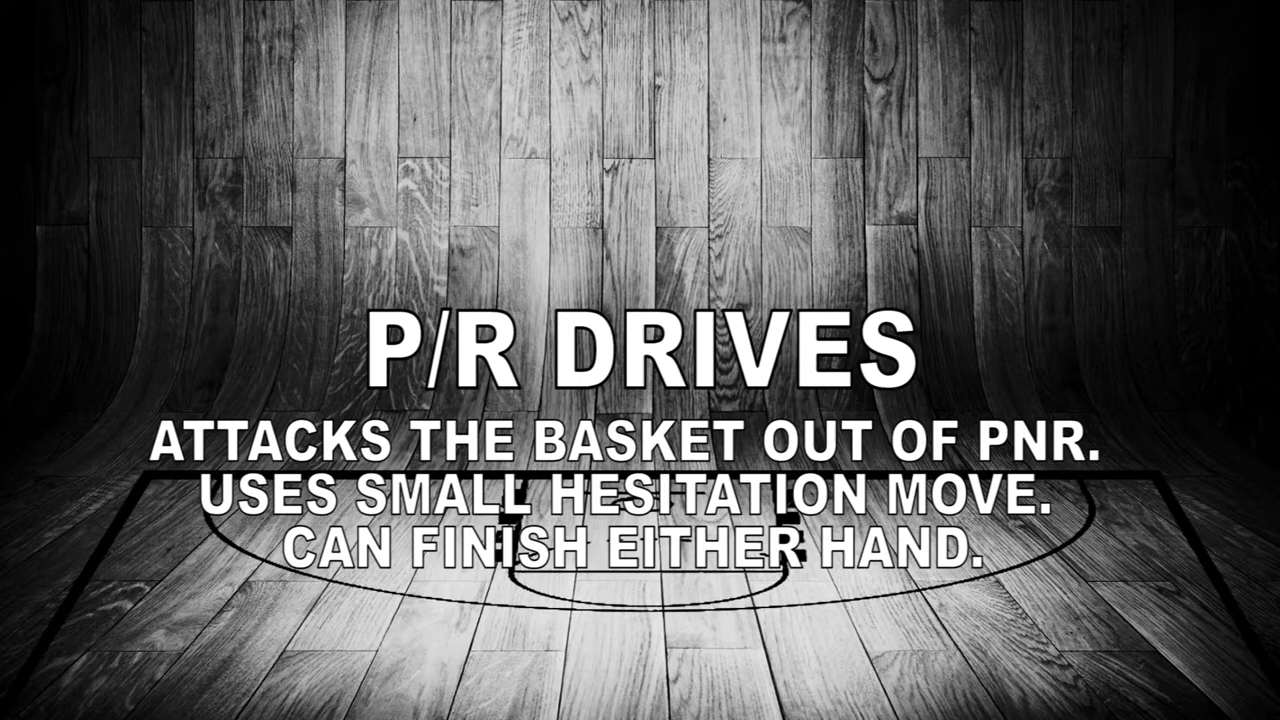 P/R DRIVES
ATTACKS THE BASKET OUT OF PNR.
USES SMALL HESITATION MOVE.
CAN FINISH EITHER HAND.